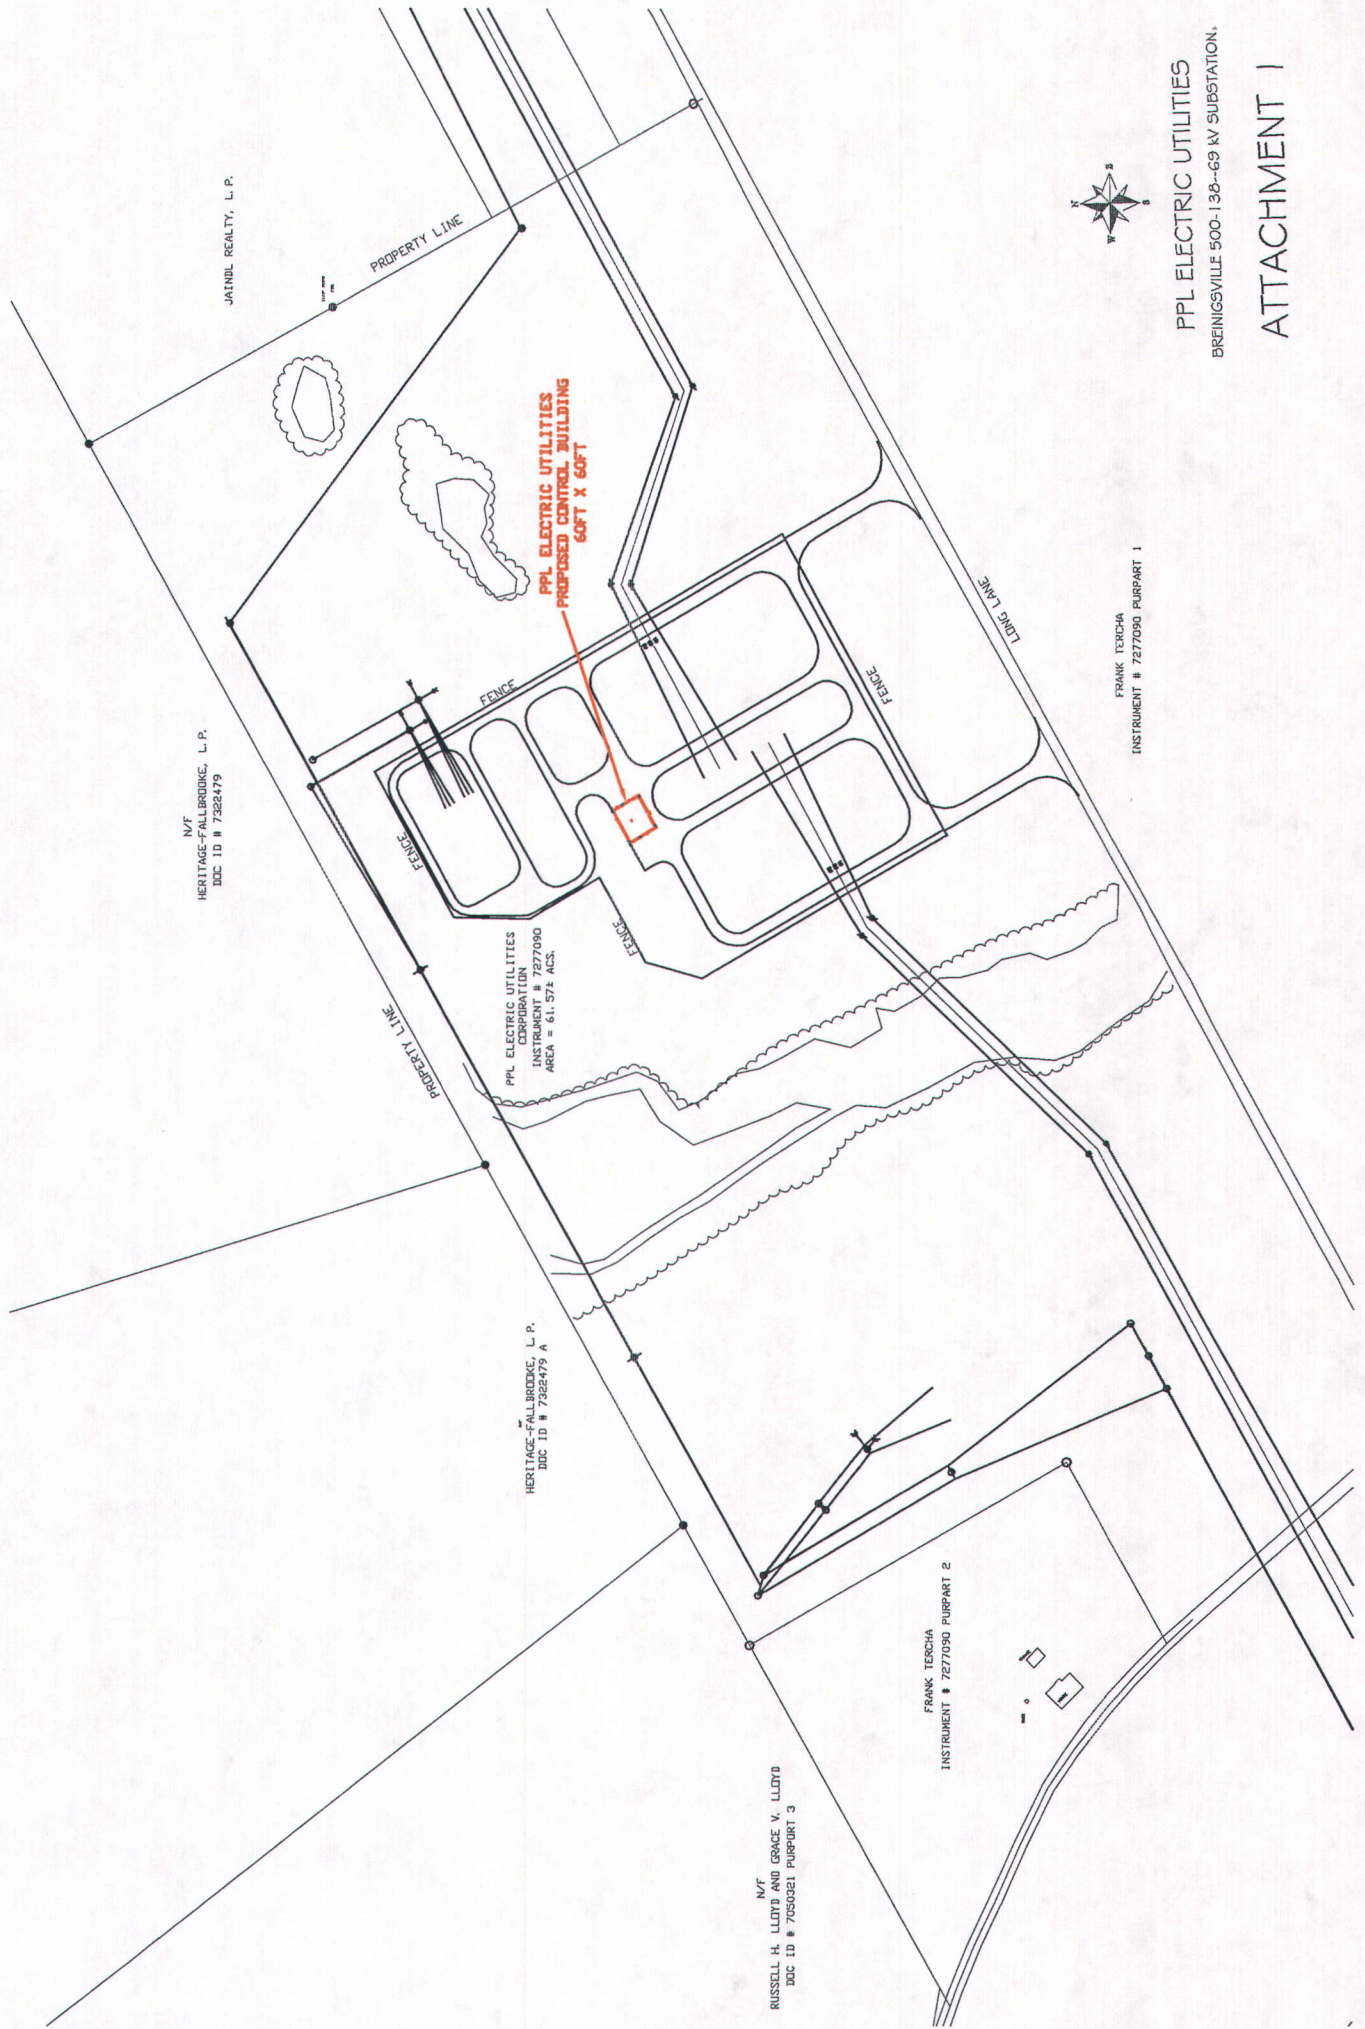 JAINDL REALTY, L.P.
PROPERTY LINE
N/F
HERITAGE-FALLBROOKE, L.P.
DOC ID # 7322479
PPL ELECTRIC UTILITIES
PROPOSED CONTROL BUILDING
60FT X 60FT
FENCE
FENCE
FENCE
FENCE
PROPERTY LINE
PPL ELECTRIC UTILITIES
CORPORATION
INSTRUMENT # 7277090
AREA = 61.57± ACS.
LONG LANE
FRANK TERCHA
INSTRUMENT # 7277090 PURPART 1
HERITAGE-FALLBROOKE, L.P.
DOC ID # 7322479 A
FRANK TERCHA
INSTRUMENT # 7277090 PURPART 2
N/F
RUSSELL H. LLOYD AND GRACE V. LLOYD
DOC ID # 7050321 PURPORT 3
N
E
S
W
PPL ELECTRIC UTILITIES
BREINIGSVILLE 500-138--69 kV SUBSTATION.
ATTACHMENT 1